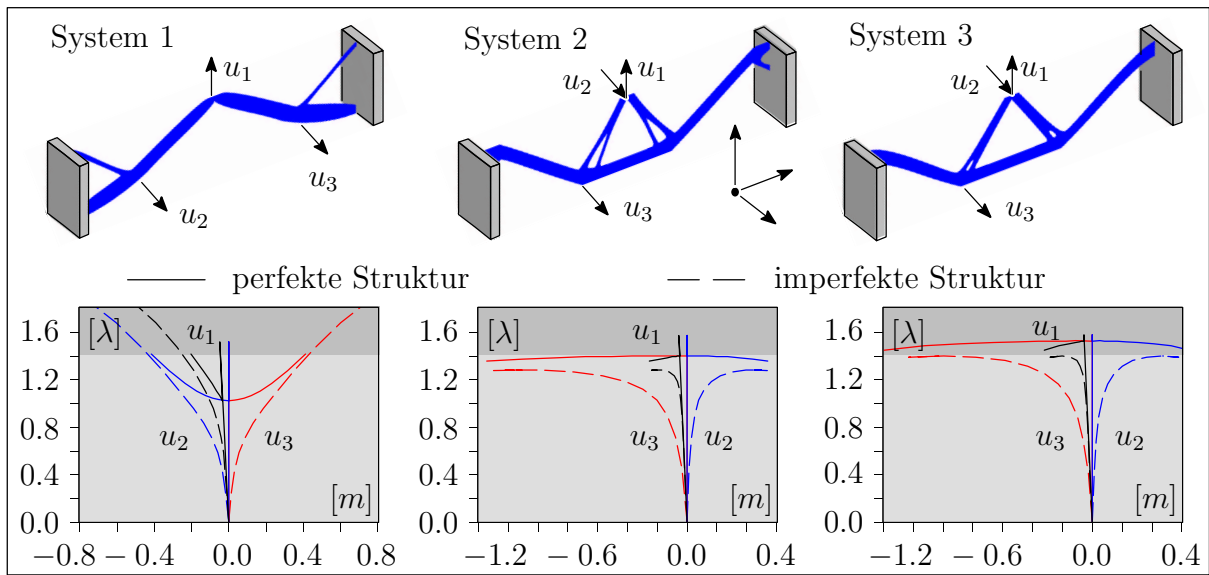 System 1
System 2
System 3
u₁
u₂
u₃
u₂
u₁
u₃
u₂
u₁
u₃
perfekte Struktur
imperfekte Struktur
1.6
1.2
0.8
0.4
0.0
[λ]
u₁
u₂
u₃
[m]
−0.8
−0.4
0.0
0.4
0.8
1.6
1.2
0.8
0.4
0.0
[λ]
u₁
u₃
u₂
[m]
−1.2
−0.6
0.0
0.4
1.6
1.2
0.8
0.4
0.0
[λ]
u₁
u₃
u₂
[m]
−1.2
−0.6
0.0
0.4